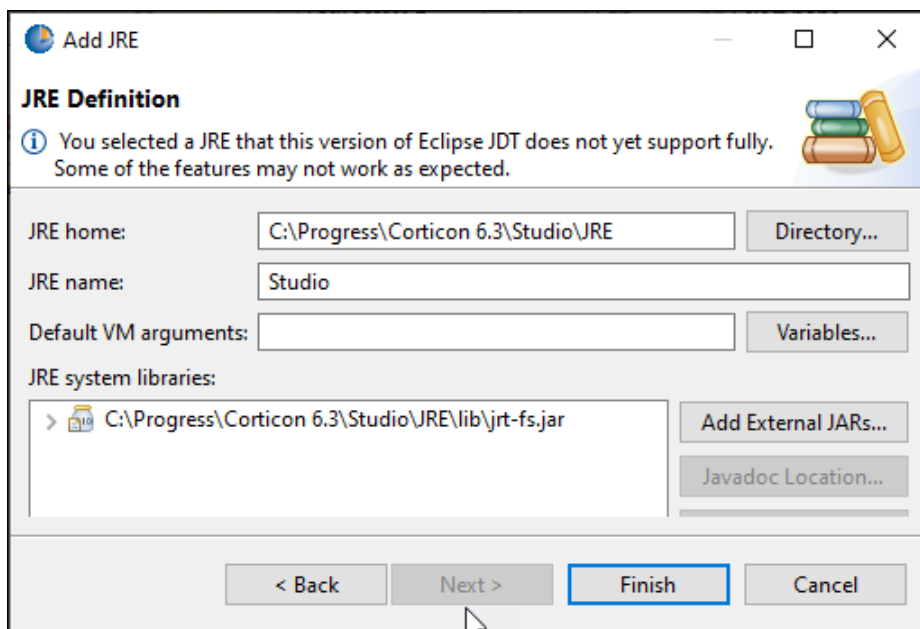 Add JRE
JRE Definition
You selected a JRE that this version of Eclipse JDT does not yet support fully.
Some of the features may not work as expected.
JRE home:
C:\Progress\Corticon 6.3\Studio\JRE
Directory...
JRE name:
Studio
Default VM arguments:
Variables...
JRE system libraries:
C:\Progress\Corticon 6.3\Studio\JRE\lib\jrt-fs.jar
Add External JARs...
Javadoc Location...
< Back
Next >
Finish
Cancel